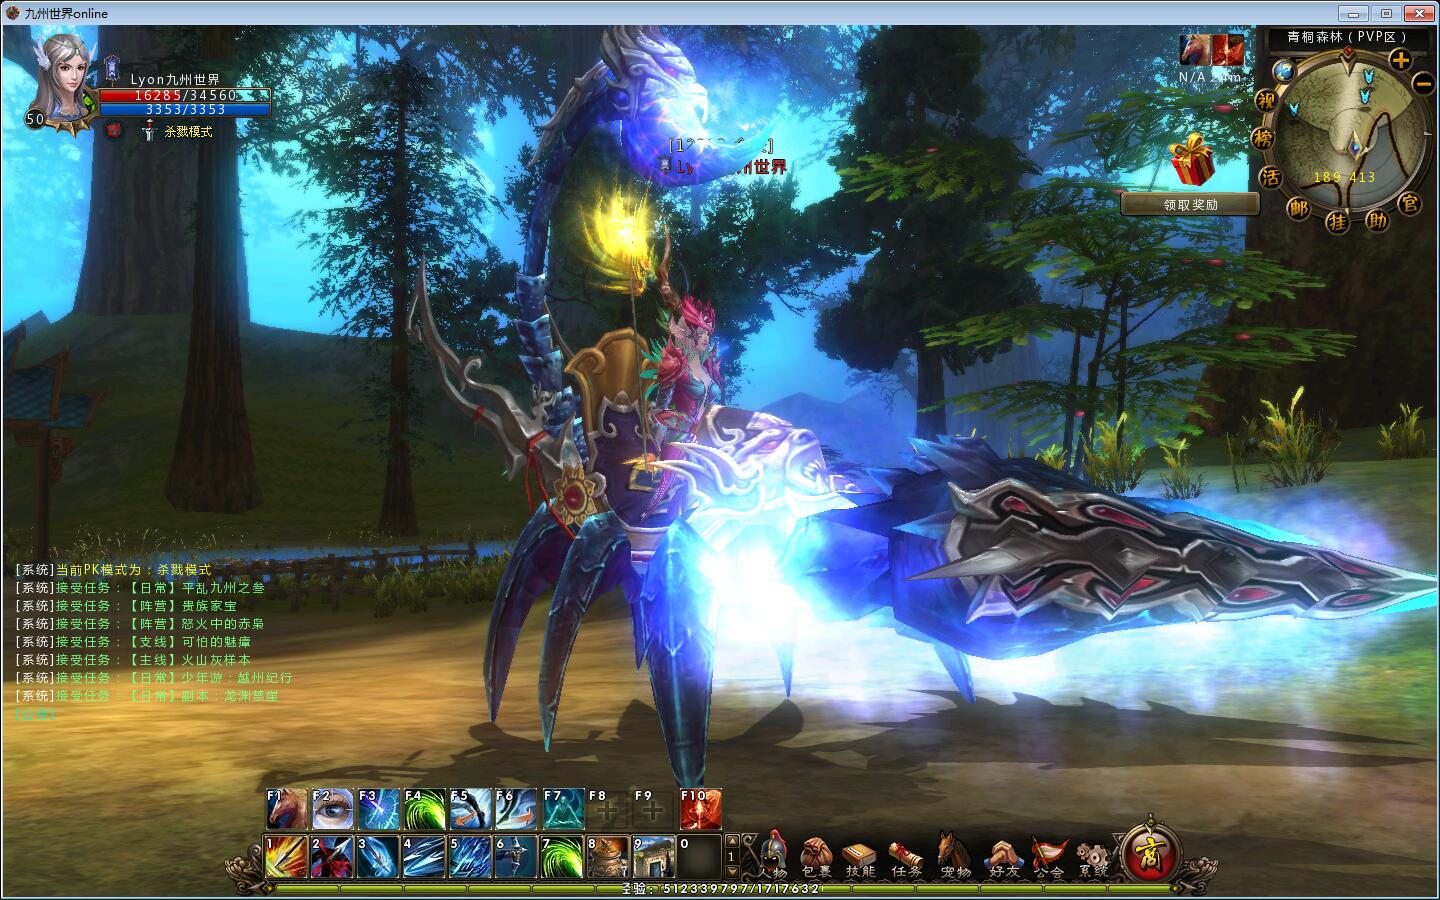 九州世界online
Lyon九州世界
16285/34560
3353/3353
50
杀戮模式
N/A
青桐森林(PVP区)
视
榜
活
邮
挂
助
官
189 413
领取奖励
世界
[系统]当前PK模式为：杀戮模式
[系统]接受任务：【日常】平乱九州之叁
[系统]接受任务：【阵营】贵族家宝
[系统]接受任务：【阵营】怒火中的赤枭
[系统]接受任务：【支线】可怕的魅瘴
[系统]接受任务：【主线】火山灰样本
[系统]接受任务：【日常】少年游：越州纪行
[系统]接受任务：【日常】副本：龙渊禁崖
F1 F2 F3 F4 F5 F6 F7 F8 F9 F10
1 2 3 4 5 6 7 8 9 0
1
人物 包裹 技能 任务 宠物 好友 公会 系统
商
经验：512339797/1717632